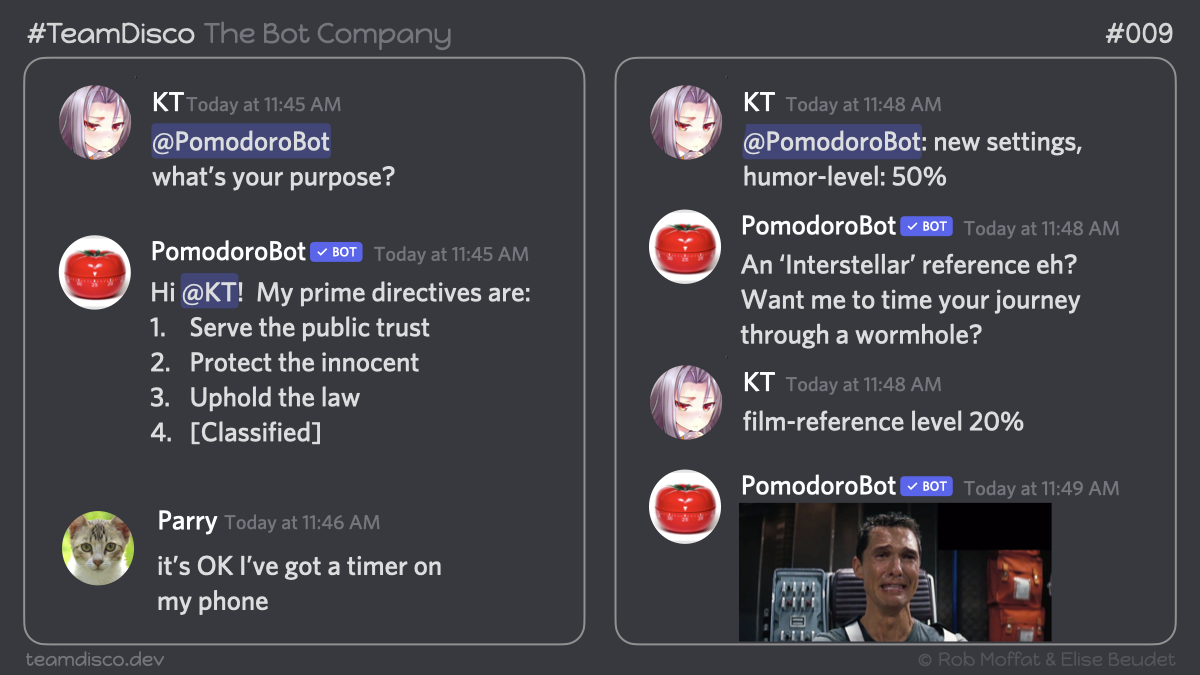 #TeamDisco The Bot Company
#009
KT Today at 11:45 AM
@PomodoroBot
what’s your purpose?
PomodoroBot ✓ BOT Today at 11:45 AM
Hi @KT! My prime directives are:
1. Serve the public trust
2. Protect the innocent
3. Uphold the law
4. [Classified]
Parry Today at 11:46 AM
it’s OK I’ve got a timer on
my phone
KT Today at 11:48 AM
@PomodoroBot: new settings,
humor-level: 50%
PomodoroBot ✓ BOT Today at 11:48 AM
An ‘Interstellar’ reference eh?
Want me to time your journey
through a wormhole?
KT Today at 11:48 AM
film-reference level 20%
PomodoroBot ✓ BOT Today at 11:49 AM
teamdisco.dev
© Rob Moffat & Elise Beudet